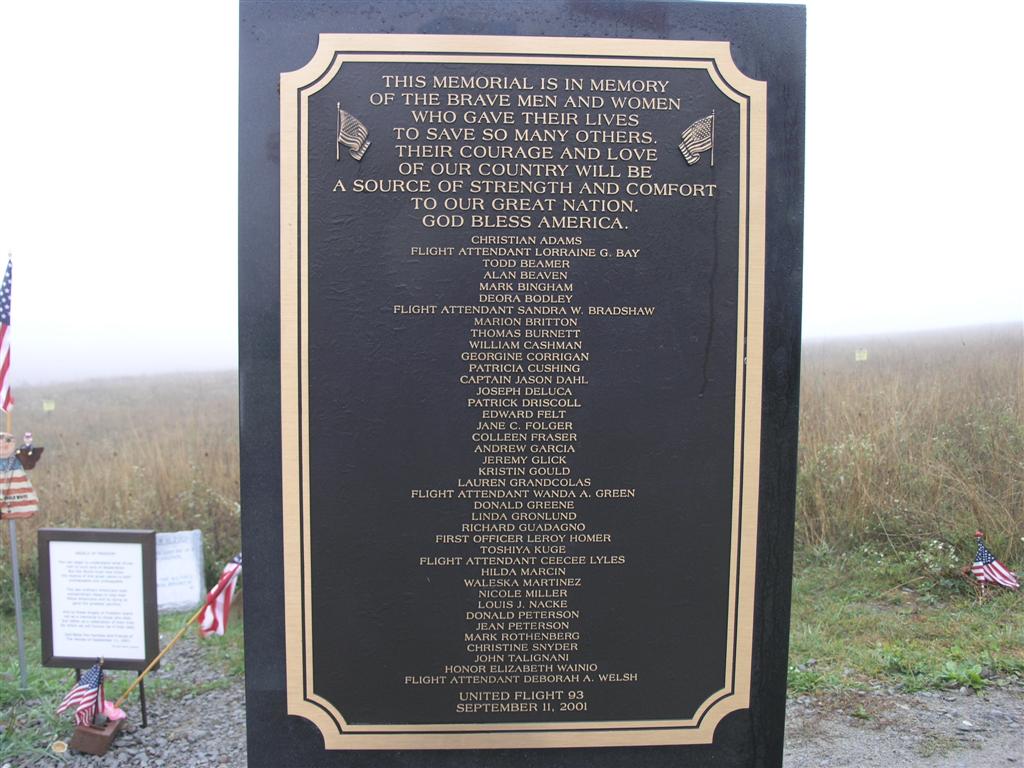 THIS MEMORIAL IS IN MEMORY
OF THE BRAVE MEN AND WOMEN
WHO GAVE THEIR LIVES
TO SAVE SO MANY OTHERS.
THEIR COURAGE AND LOVE
OF OUR COUNTRY WILL BE
A SOURCE OF STRENGTH AND COMFORT
TO OUR GREAT NATION.
GOD BLESS AMERICA.
CHRISTIAN ADAMS
FLIGHT ATTENDANT LORRAINE G. BAY
TODD BEAMER
ALAN BEAVEN
MARK BINGHAM
DEORA BODLEY
FLIGHT ATTENDANT SANDRA W. BRADSHAW
MARION BRITTON
THOMAS BURNETT
WILLIAM CASHMAN
GEORGINE CORRIGAN
PATRICIA CUSHING
CAPTAIN JASON DAHL
JOSEPH DELUCA
PATRICK DRISCOLL
EDWARD FELT
JANE C. FOLGER
COLLEEN FRASER
ANDREW GARCIA
JEREMY GLICK
KRISTIN GOULD
LAUREN GRANDCOLAS
FLIGHT ATTENDANT WANDA A. GREEN
DONALD GREENE
LINDA GRONLUND
RICHARD GUADAGNO
FIRST OFFICER LEROY HOMER
TOSHIYA KUGE
FLIGHT ATTENDANT CEECEE LYLES
HILDA MARCIN
WALESKA MARTINEZ
NICOLE MILLER
LOUIS J. NACKE
DONALD PETERSON
JEAN PETERSON
MARK ROTHENBERG
CHRISTINE SNYDER
JOHN TALIGNANI
HONOR ELIZABETH WAINIO
FLIGHT ATTENDANT DEBORAH A. WELSH
UNITED FLIGHT 93
SEPTEMBER 11, 2001
ANGELS OF FREEDOM